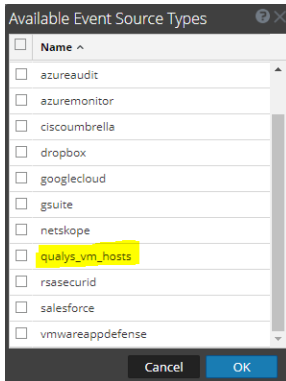 Available Event Source Types
Name
azureaudit
azuremonitor
ciscoumbrella
dropbox
googlecloud
gsuite
netskope
qualys_vm_hosts
rsasecurid
salesforce
vmwareappdefense
Cancel OK